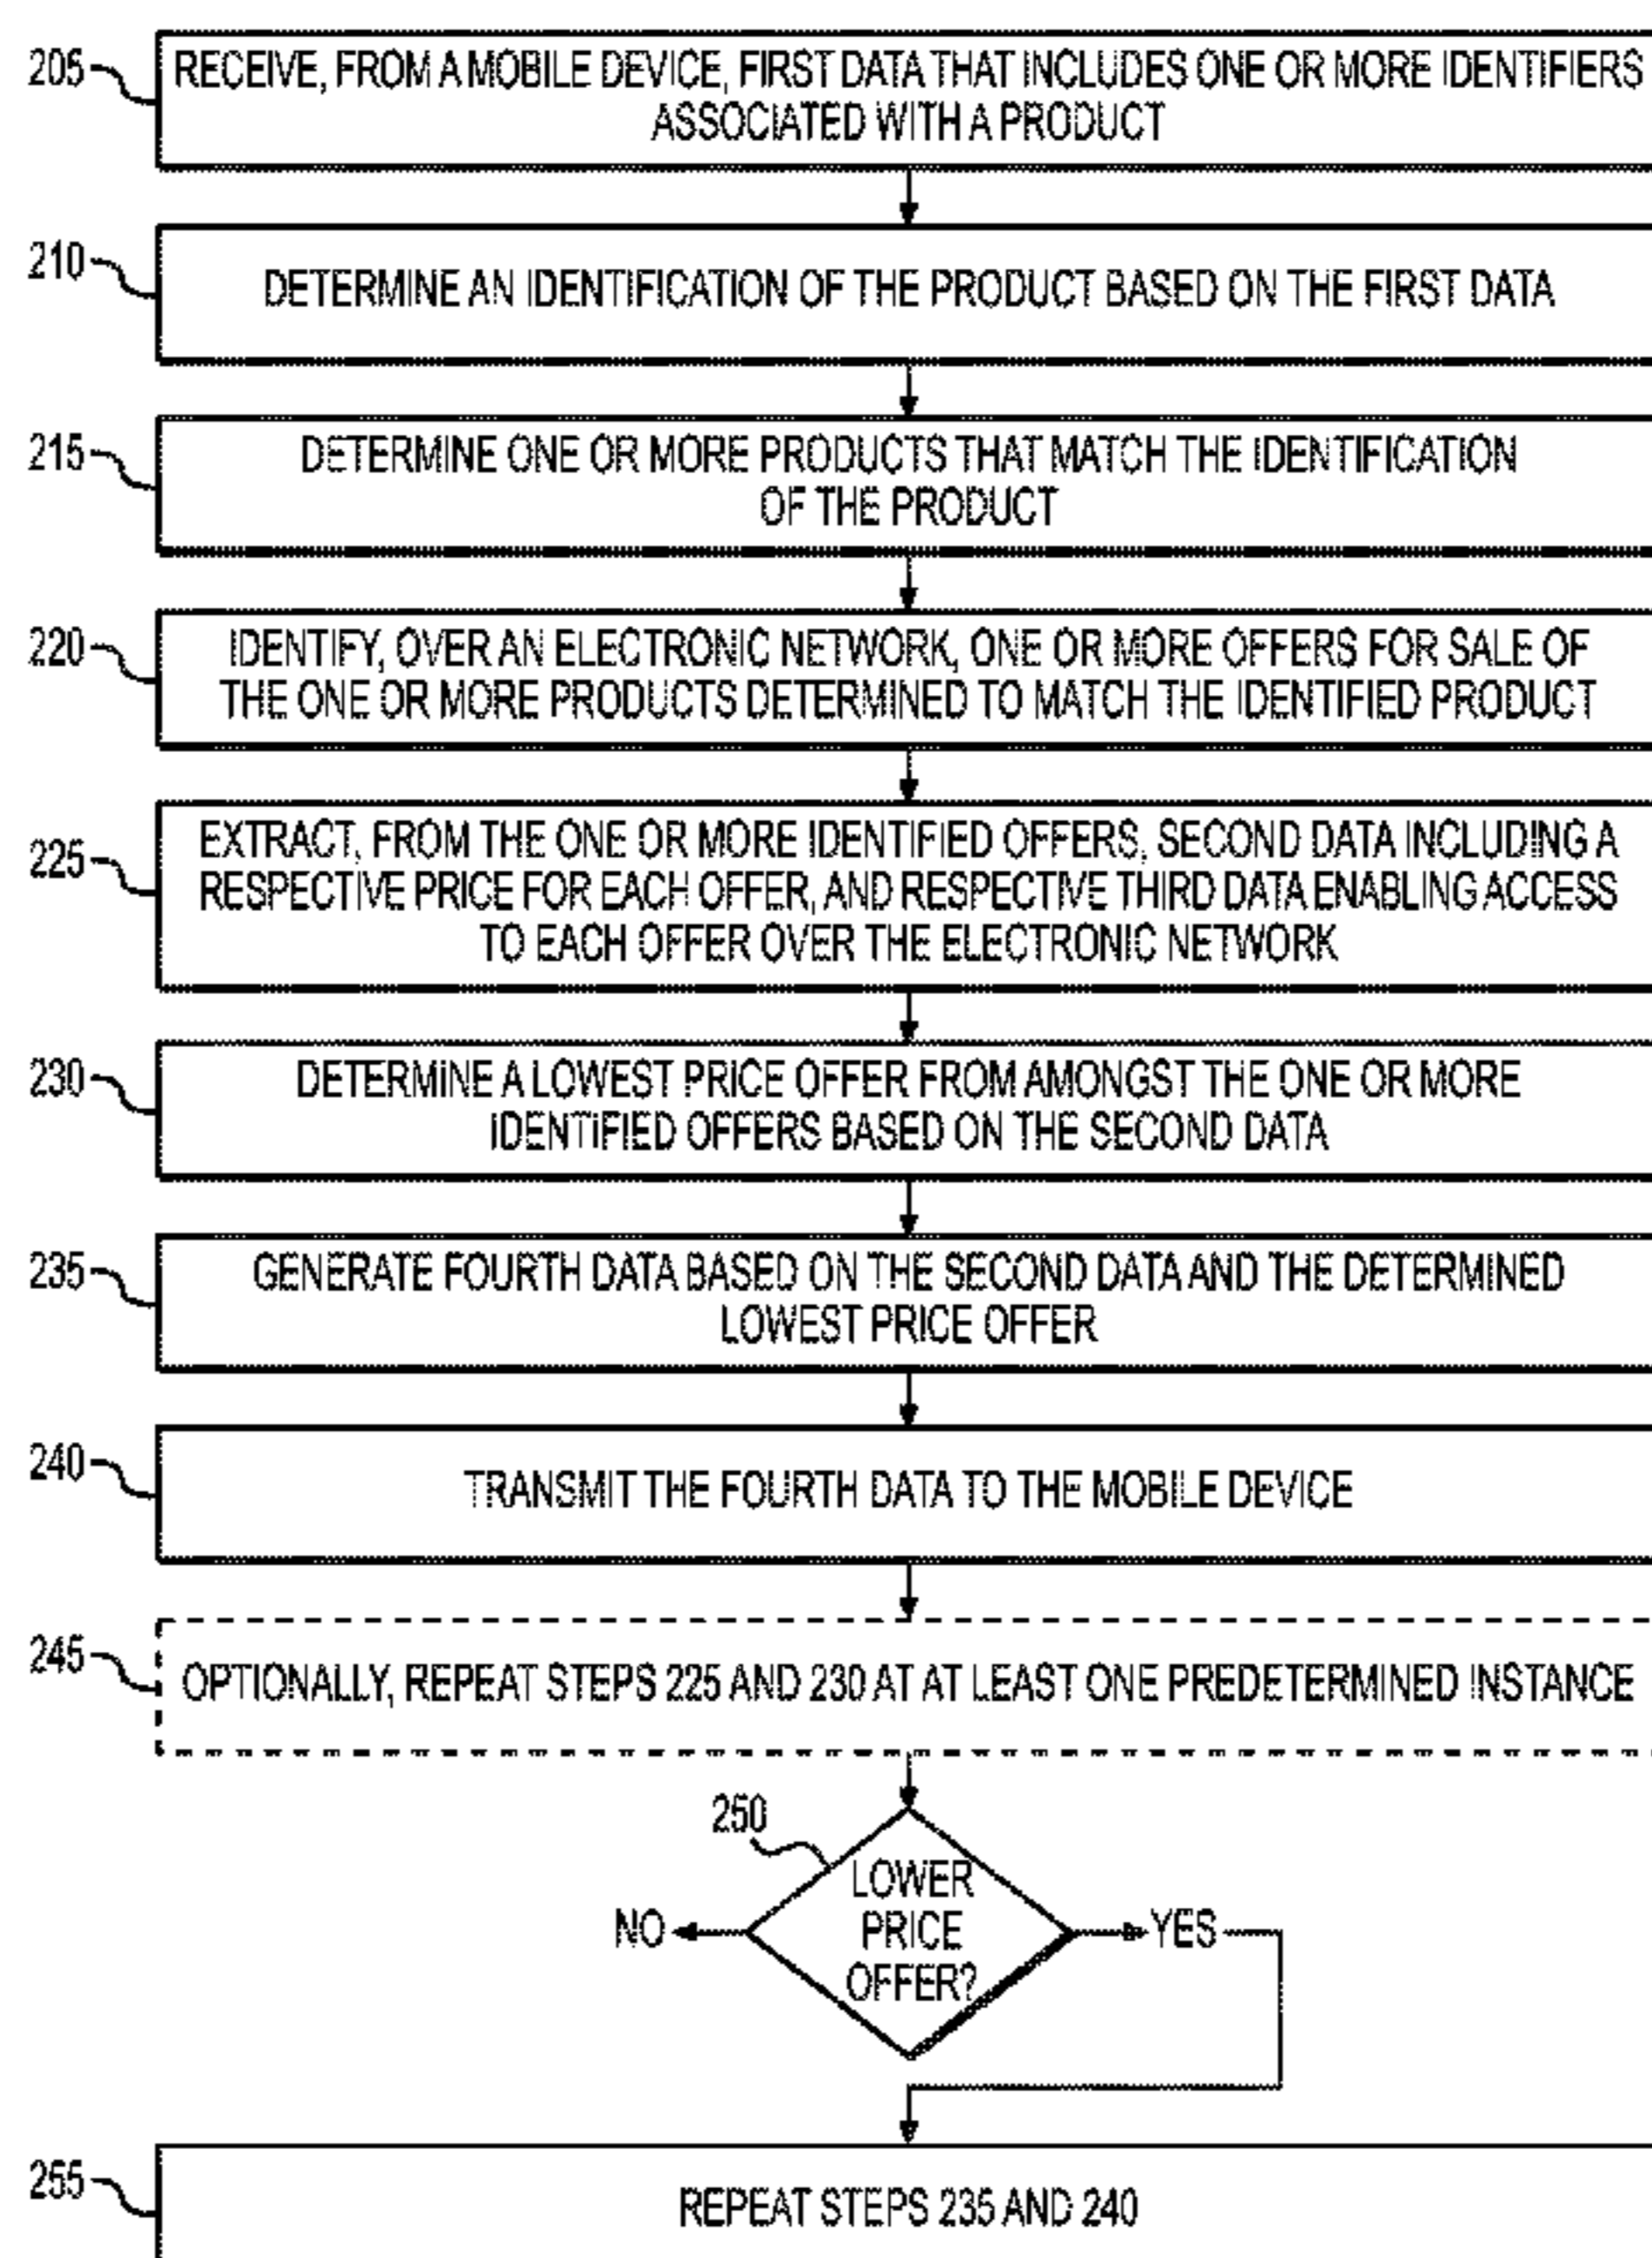 205
RECEIVE, FROM A MOBILE DEVICE, FIRST DATA THAT INCLUDES ONE OR MORE IDENTIFIERS
ASSOCIATED WITH A PRODUCT
210
DETERMINE AN IDENTIFICATION OF THE PRODUCT BASED ON THE FIRST DATA
215
DETERMINE ONE OR MORE PRODUCTS THAT MATCH THE IDENTIFICATION
OF THE PRODUCT
220
IDENTIFY, OVER AN ELECTRONIC NETWORK, ONE OR MORE OFFERS FOR SALE OF
THE ONE OR MORE PRODUCTS DETERMINED TO MATCH THE IDENTIFIED PRODUCT
225
EXTRACT, FROM THE ONE OR MORE IDENTIFIED OFFERS, SECOND DATA INCLUDING A
RESPECTIVE PRICE FOR EACH OFFER, AND RESPECTIVE THIRD DATA ENABLING ACCESS
TO EACH OFFER OVER THE ELECTRONIC NETWORK
230
DETERMINE A LOWEST PRICE OFFER FROM AMONGST THE ONE OR MORE
IDENTIFIED OFFERS BASED ON THE SECOND DATA
235
GENERATE FOURTH DATA BASED ON THE SECOND DATA AND THE DETERMINED
LOWEST PRICE OFFER
240
TRANSMIT THE FOURTH DATA TO THE MOBILE DEVICE
245
OPTIONALLY, REPEAT STEPS 225 AND 230 AT AT LEAST ONE PREDETERMINED INSTANCE
250
LOWER
PRICE
OFFER?
NO
YES
255
REPEAT STEPS 235 AND 240